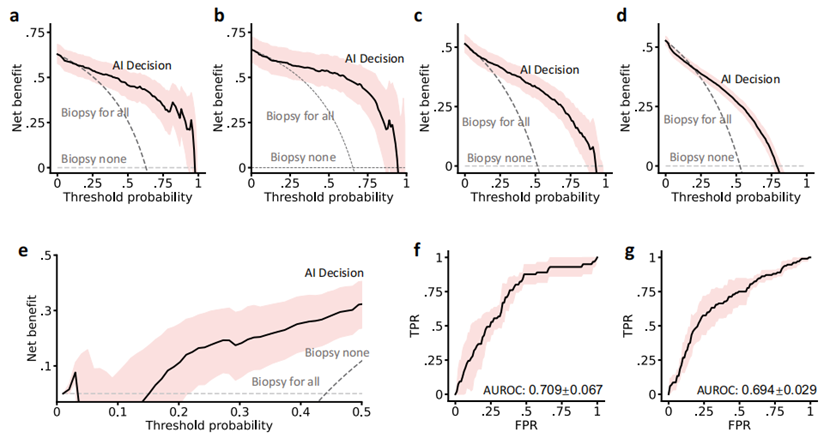 a
.75
.5
.25
0
Net benefit
AI Decision
Biopsy for all
Biopsy none
0 .25 .5 .75 1
Threshold probability
b
.75
.5
.25
0
Net benefit
AI Decision
Biopsy for all
Biopsy none
0 .25 .5 .75 1
Threshold probability
c
.5
.25
0
Net benefit
AI Decision
Biopsy for all
Biopsy none
0 .25 .5 .75 1
Threshold probability
d
.5
.25
0
Net benefit
AI Decision
Biopsy for all
Biopsy none
0 .25 .5 .75 1
Threshold probability
e
.5
.3
.1
Net benefit
AI Decision
Biopsy none
Biopsy for all
0 0.1 0.2 0.3 0.4 0.5
Threshold probability
f
1
.75
.5
0.25
0
TPR
AUROC: 0.709±0.067
0 .25 .5 .75 1
FPR
g
1
.75
.5
0.25
0
TPR
AUROC: 0.694±0.029
0 .25 .5 .75 1
FPR